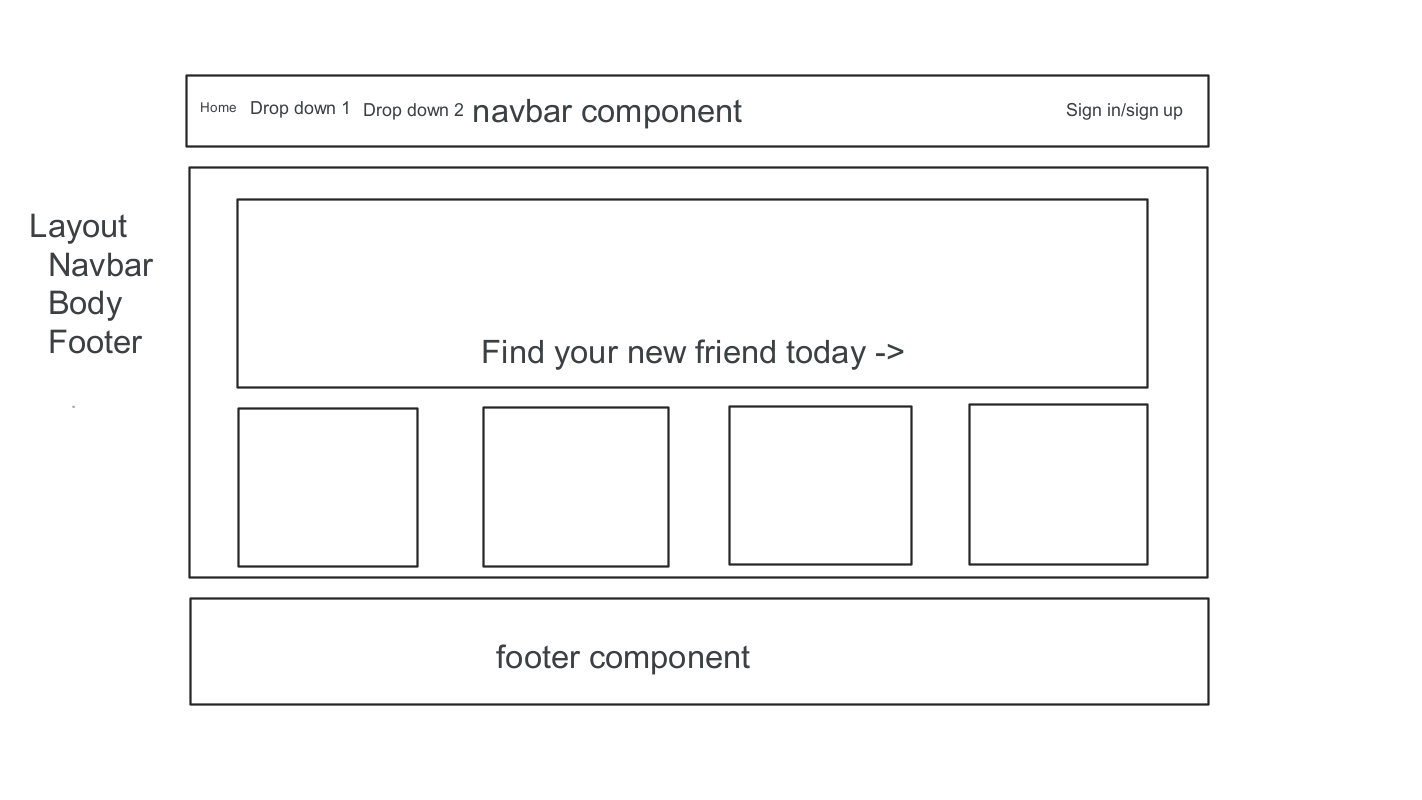 Home Drop down 1 Drop down 2 navbar component Sign in/sign up
Layout
Navbar
Body
Footer
Find your new friend today ->
footer component